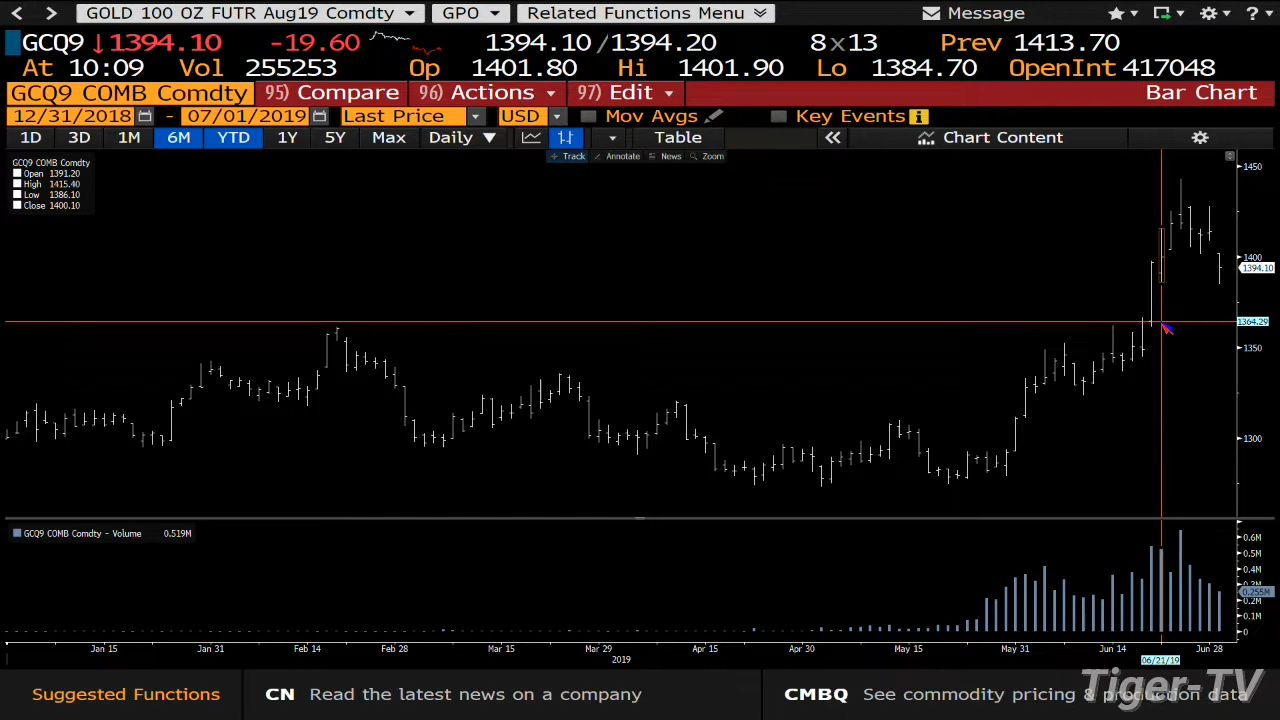 GOLD 100 OZ FUTR Aug19 Comdty GPO Related Functions Menu Message
GCQ9 ↓1394.10 -19.60 1394.10/1394.20 8x13 Prev 1413.70
At 10:09 Vol 255253 Op 1401.80 Hi 1401.90 Lo 1384.70 OpenInt 417048
GCQ9 COMB Comdty 95) Compare 96) Actions 97) Edit Bar Chart
12/31/2018 - 07/01/2019 Last Price USD Mov Avgs Key Events
1D 3D 1M 6M YTD 1Y 5Y Max Daily ▼ Table « Chart Content
Track Annotate News Zoom
GCQ9 COMB Comdty
Open 1391.20
High 1415.40
Low 1386.10
Close 1400.10
1450
1400
1394.10
1364.29
1350
1300
GCQ9 COMB Comdty - Volume 0.519M
0.6M
0.5M
0.4M
0.3M
0.255M
0.2M
0.1M
0
Jan 15 Jan 31 Feb 14 Feb 28 Mar 15 Mar 29 Apr 15 Apr 30 May 15 May 31 Jun 14 Jun 28
2019 06/21/19
Suggested Functions CN Read the latest news on a company CMBQ See commodity pricing & production data
Tiger-TV